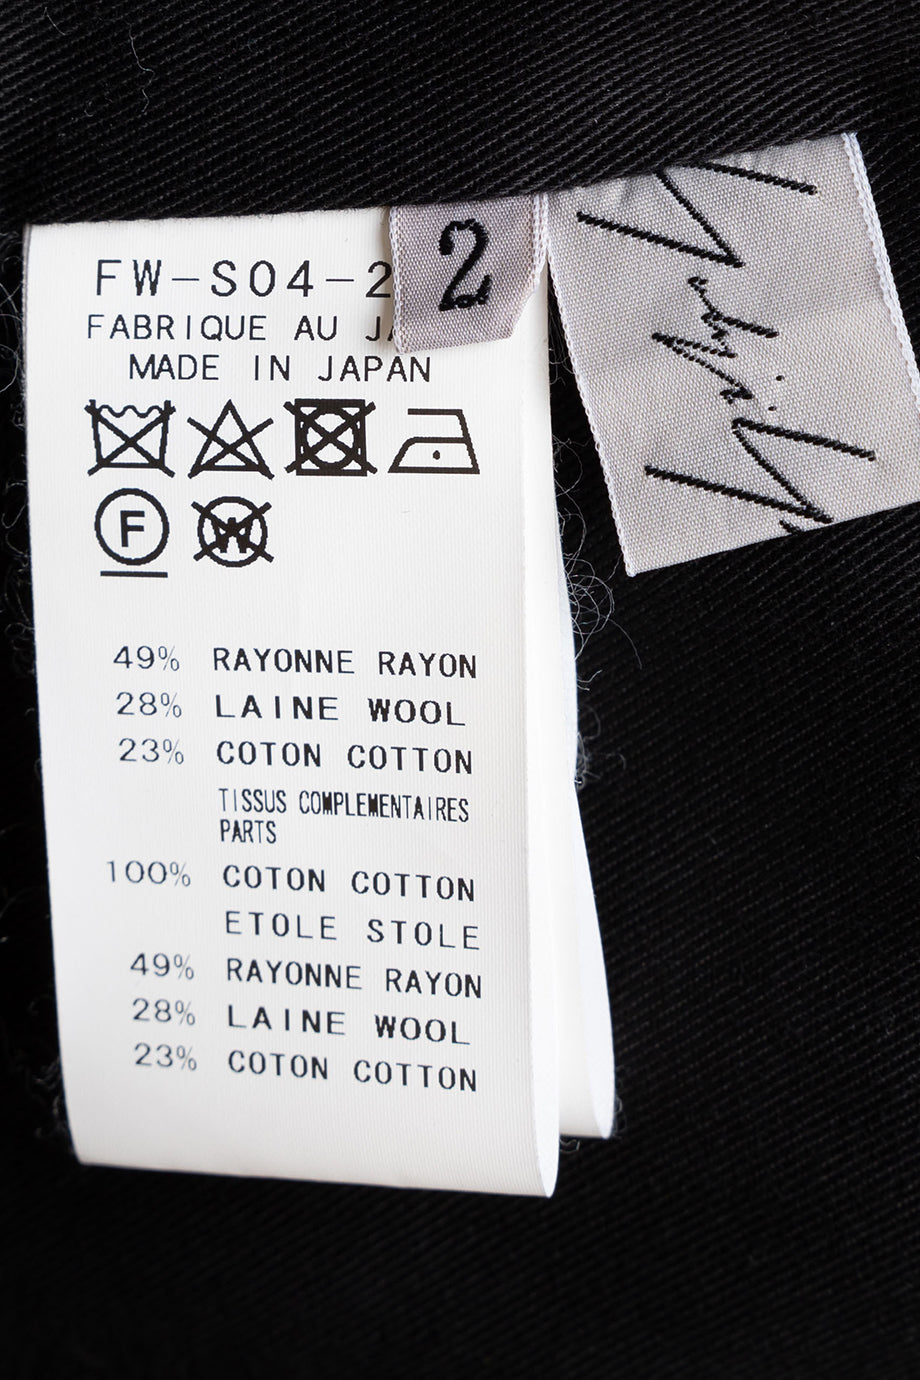 2
FW-S04-2
FABRIQUE AU
MADE IN JAPAN
F
W
49% RAYONNE RAYON
28% LAINE WOOL
23% COTON COTTON
TISSUS COMPLEMENTAIRES
PARTS
100% COTON COTTON
ETOLE STOLE
49% RAYONNE RAYON
28% LAINE WOOL
23% COTON COTTON